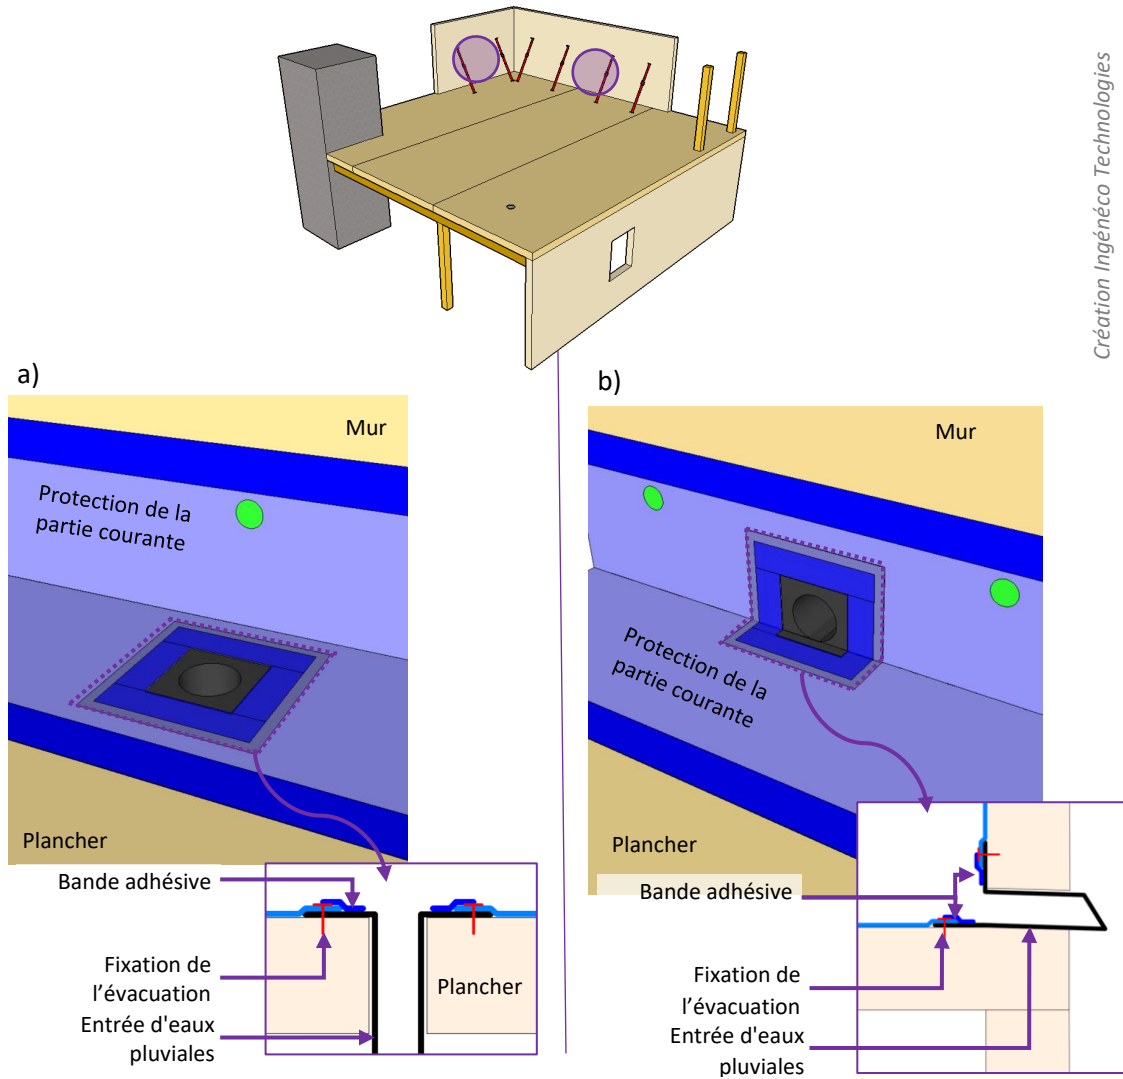 Création Ingénéco Technologies
a)
Mur
Protection de la
partie courante
Plancher
Bande adhésive
Fixation de
l'évacuation
Entrée d'eaux
pluviales
Plancher
b)
Mur
Protection de la
partie courante
Plancher
Bande adhésive
Fixation de
l'évacuation
Entrée d'eaux
pluviales